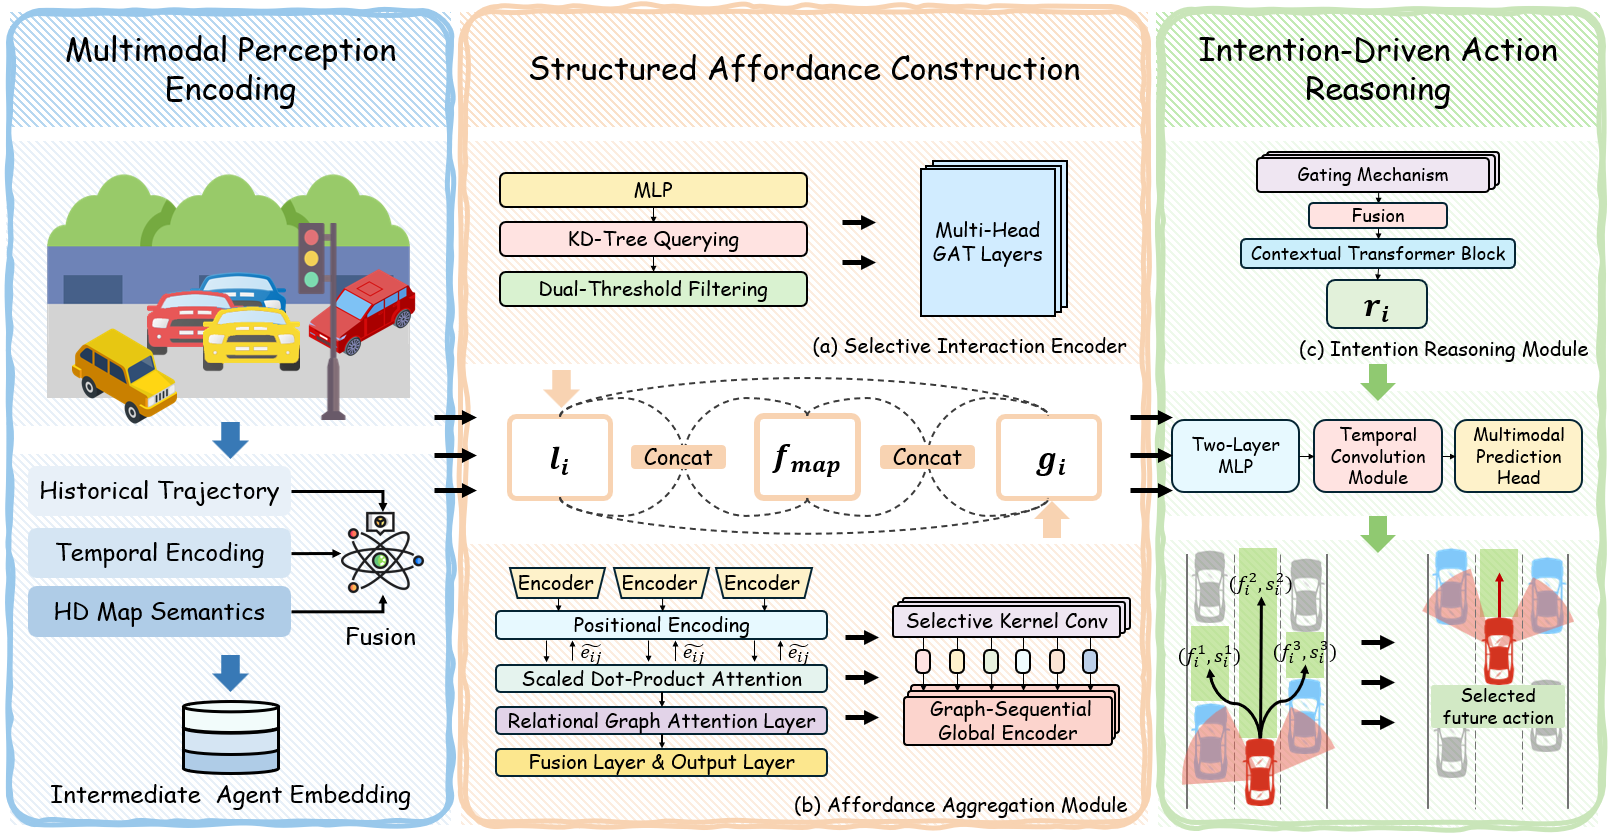 Multimodal Perception
Encoding
Historical Trajectory
Temporal Encoding
HD Map Semantics
Fusion
Intermediate Agent Embedding
Structured Affordance Construction
MLP
KD-Tree Querying
Dual-Threshold Filtering
Multi-Head
GAT Layers
(a) Selective Interaction Encoder
l_i
Concat
f_map
Concat
g_i
Encoder
Encoder
Encoder
Positional Encoding
\widetilde{e_{ij}}
\widetilde{e_{ij}}
\widetilde{e_{ij}}
Scaled Dot-Product Attention
Relational Graph Attention Layer
Fusion Layer & Output Layer
Selective Kernel Conv
Graph-Sequential
Global Encoder
(b) Affordance Aggregation Module
Intention-Driven Action
Reasoning
Gating Mechanism
Fusion
Contextual Transformer Block
r_i
(c) Intention Reasoning Module
Two-Layer
MLP
Temporal
Convolution
Module
Multimodal
Prediction
Head
(f_i^2, s_i^2)
(f_i^1, s_i^1)
(f_i^3, s_i^3)
Selected
future action